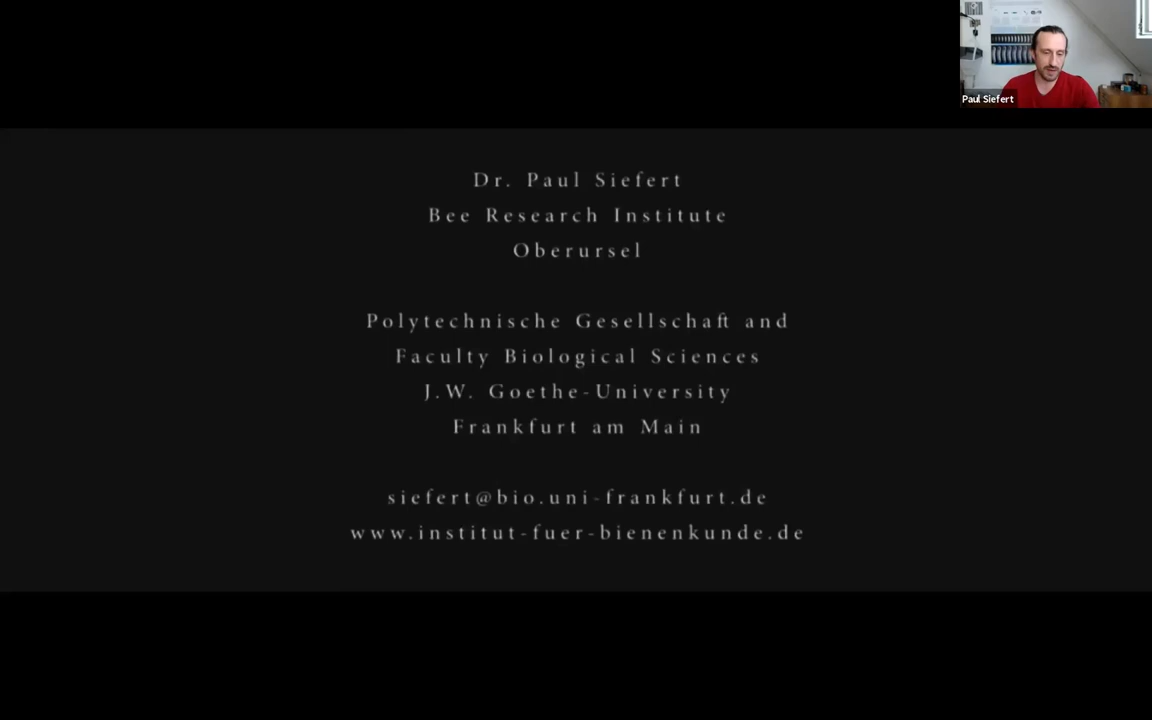 Paul Siefert
Dr. Paul Siefert
Bee Research Institute
Oberursel
Polytechnische Gesellschaft and
Faculty Biological Sciences
J.W. Goethe-University
Frankfurt am Main
siefert@bio.uni-frankfurt.de
www.institut-fuer-bienenkunde.de